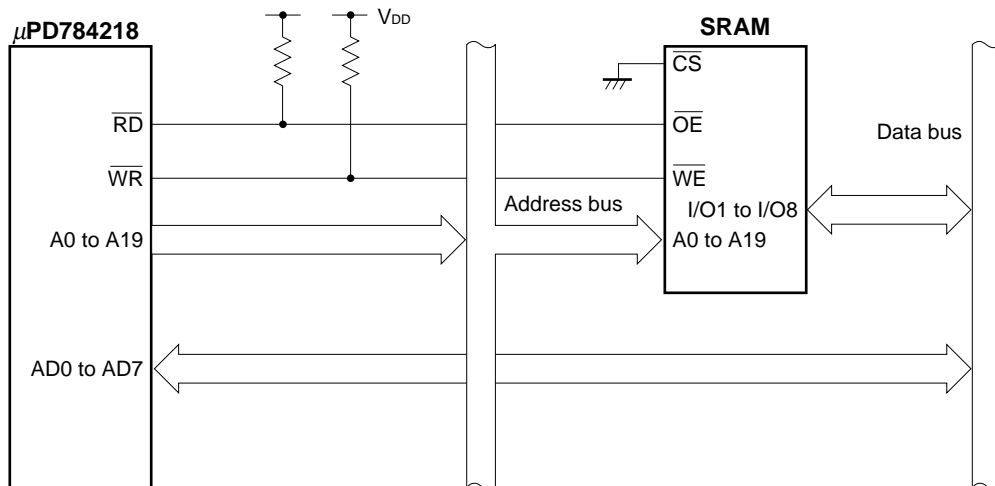 μPD784218
VDD
SRAM
CS
RD
OE
Data bus
WR
WE
Address bus
I/O1 to I/O8
A0 to A19
A0 to A19
AD0 to AD7